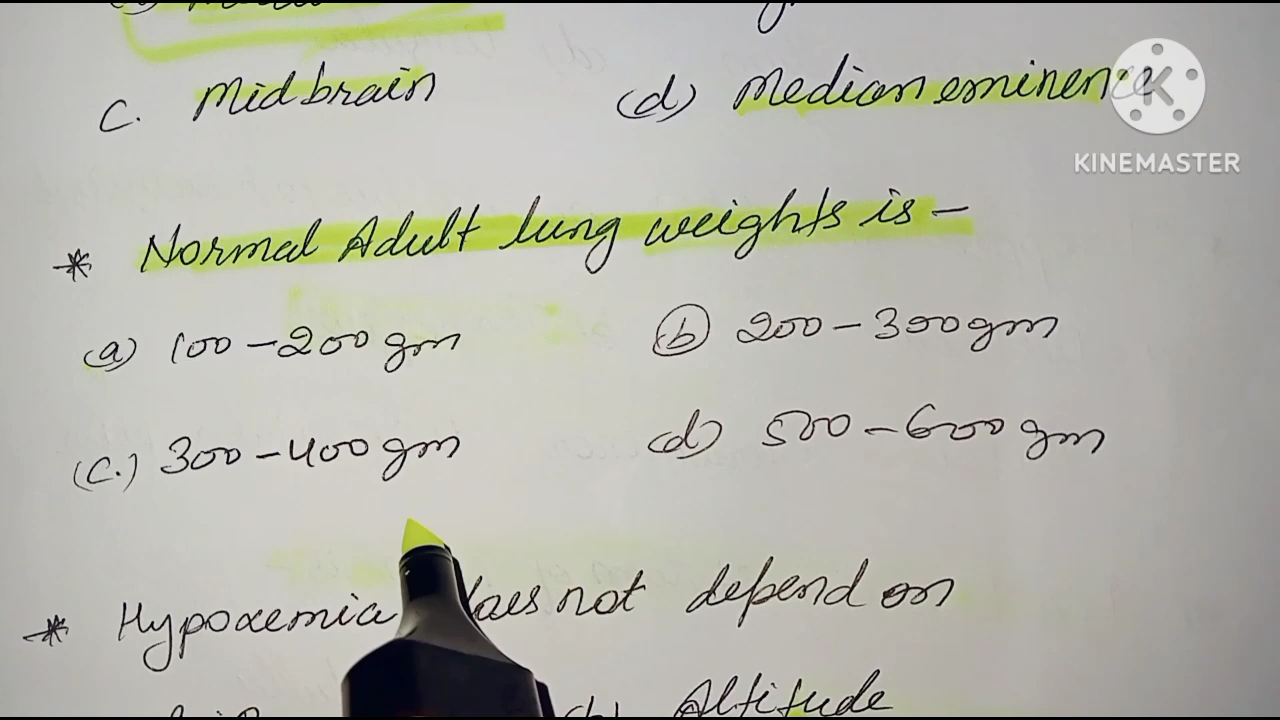 C. Midbrain (d) Median eminence
KINEMASTER
* Normal Adult lung weights is –
(a) 100 – 200 gm (b) 200 – 300 gm
(C.) 300 – 400 gm (d) 500 – 600 gm
* Hypoxemia does not depend on
(b) Altitude